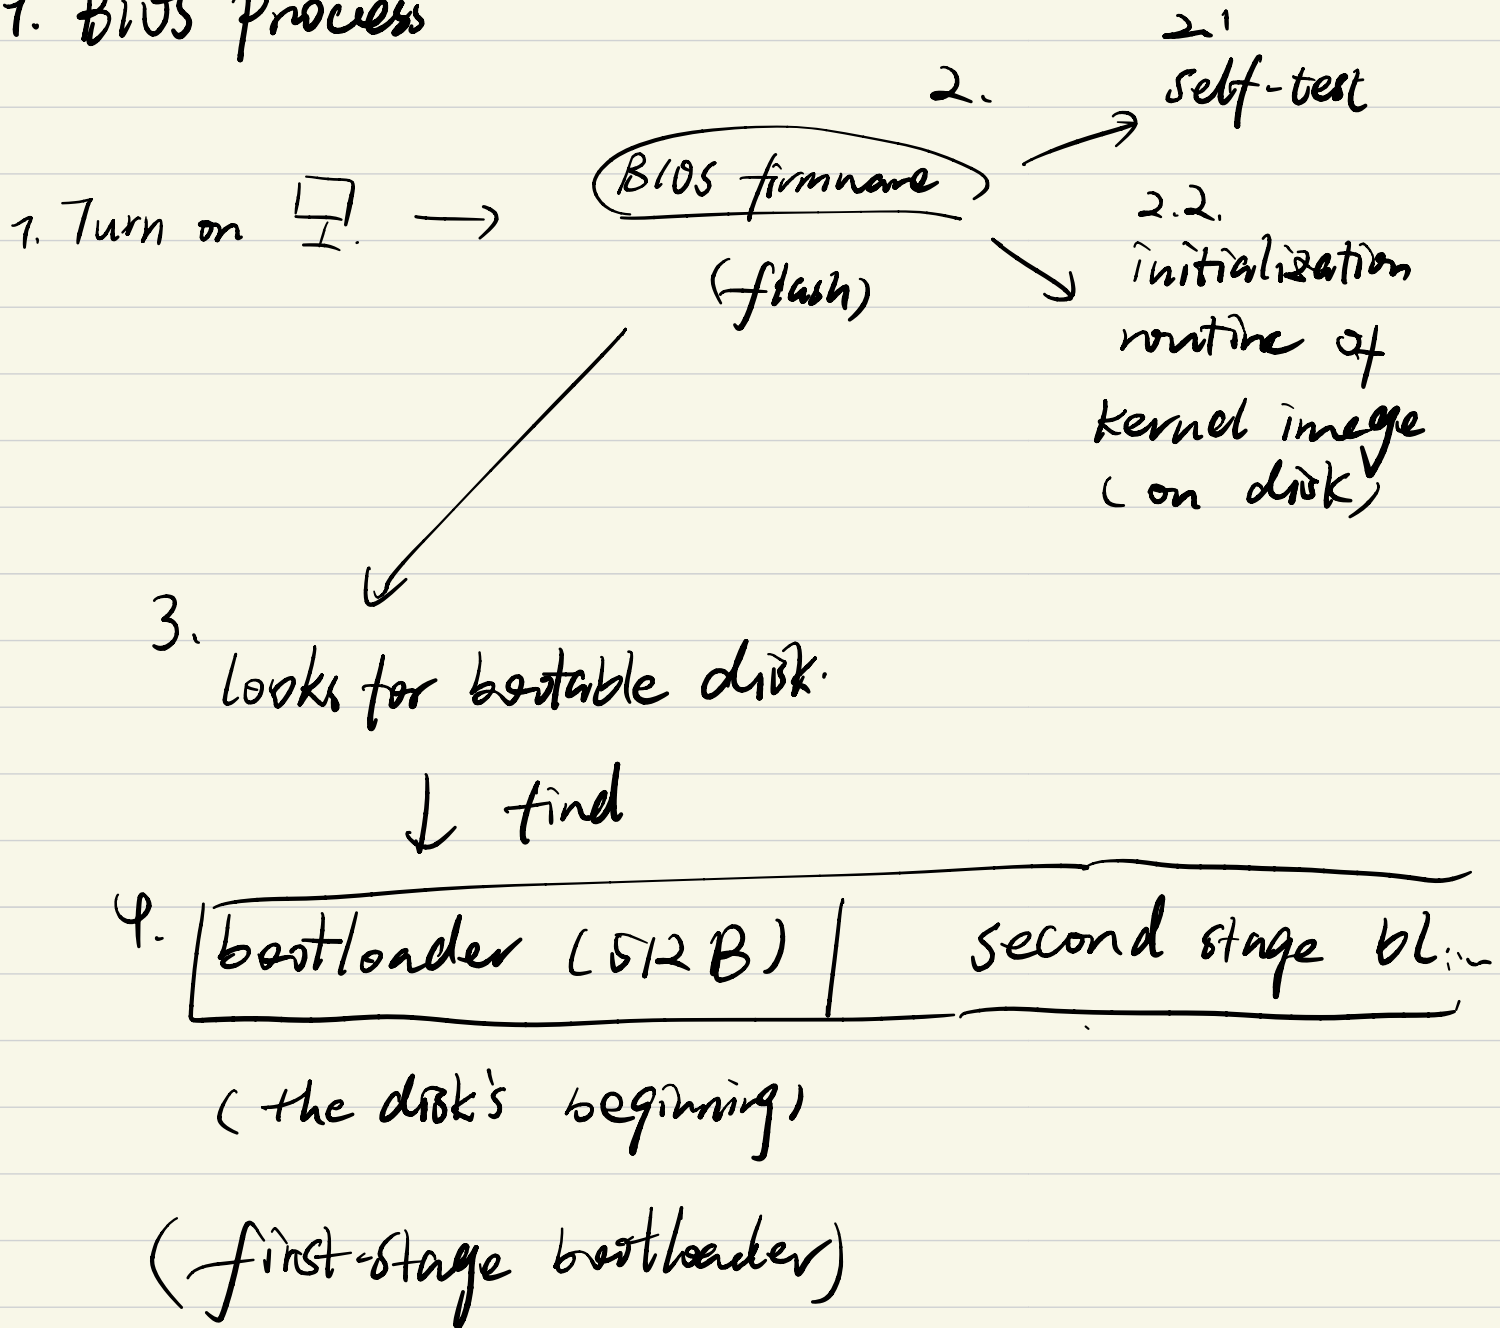 1. BIOS Process
2.1
self-test
2.
BIOS firmware
1. Turn on
(flash)
2.2.
initialization
routine of
kernel image
(on disk)
3.
looks for bootable disk.
find
4.
bootloader (512B)
second stage bl...
(the disk's beginning)
(first-stage bootloader)